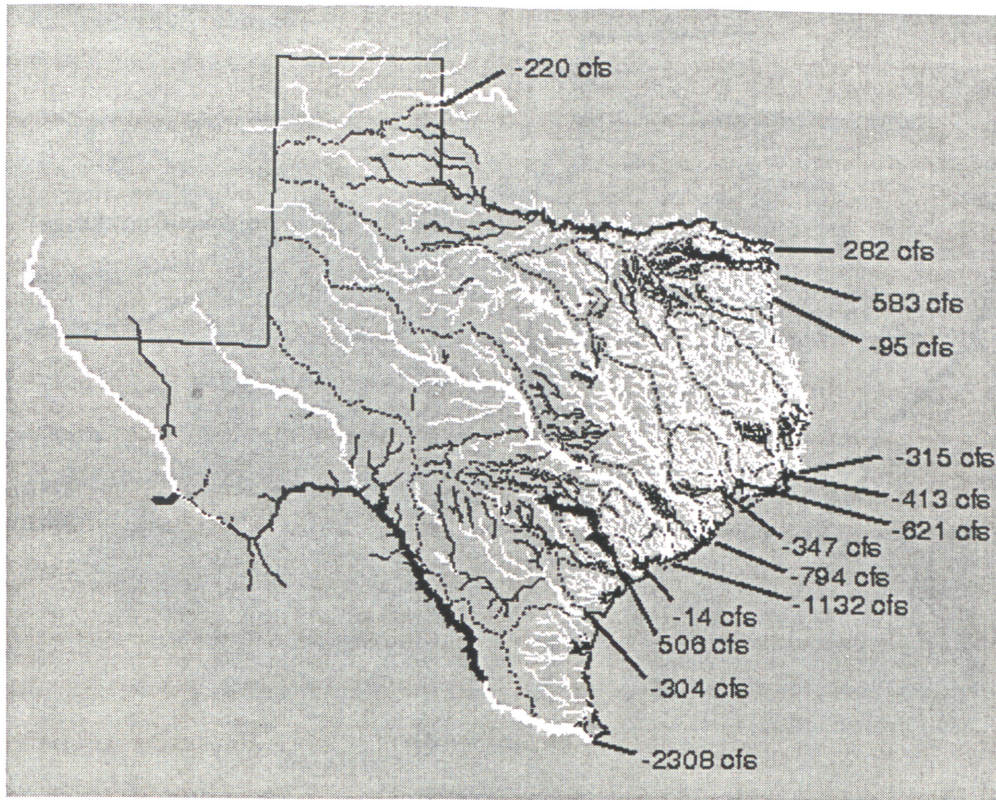 -220 cfs
282 cfs
583 cfs
-95 cfs
-315 cfs
-413 cfs
-621 cfs
-347 cfs
-794 cfs
-1132 cfs
-14 cfs
506 cfs
-304 cfs
-2308 cfs